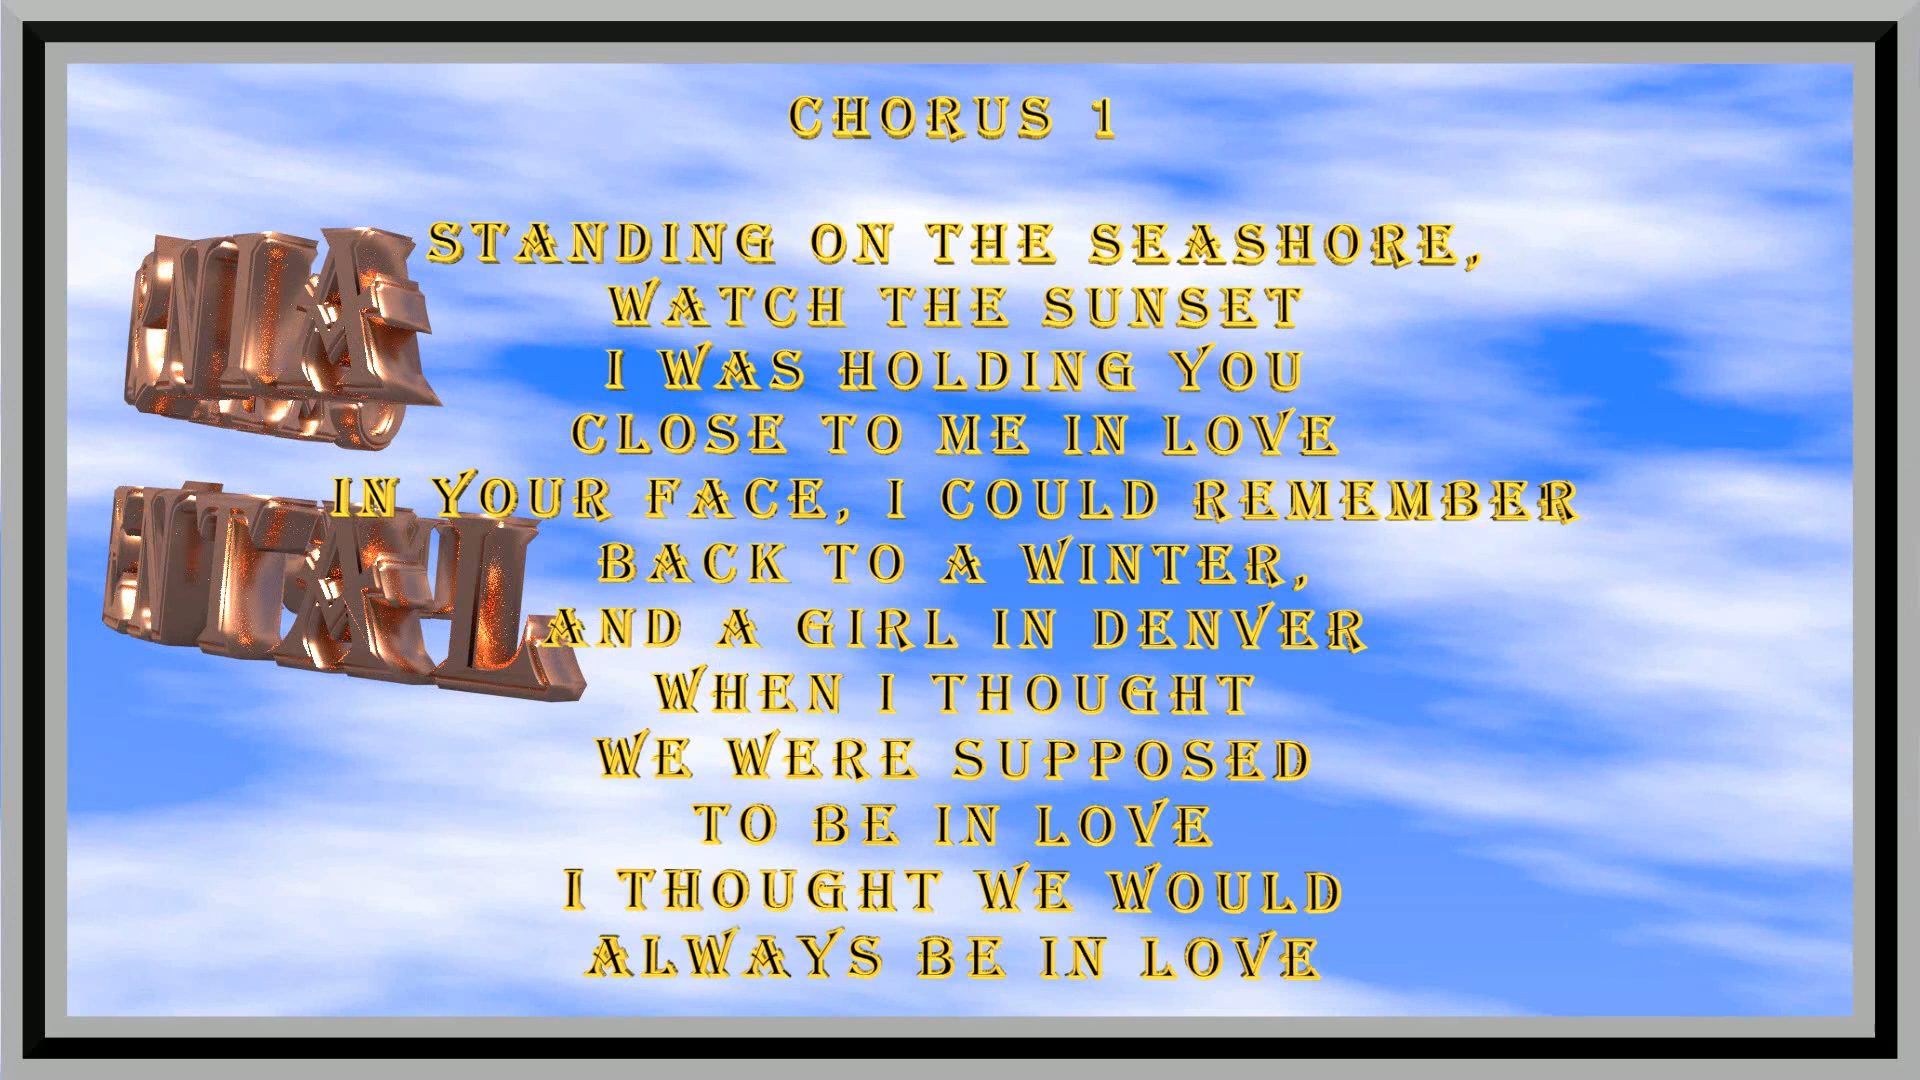 CHORUS 1
STANDING ON THE SEASHORE,
WATCH THE SUNSET
I WAS HOLDING YOU
CLOSE TO ME IN LOVE
IN YOUR FACE, I COULD REMEMBER
BACK TO A WINTER,
AND A GIRL IN DENVER
WHEN I THOUGHT
WE WERE SUPPOSED
TO BE IN LOVE
I THOUGHT WE WOULD
ALWAYS BE IN LOVE